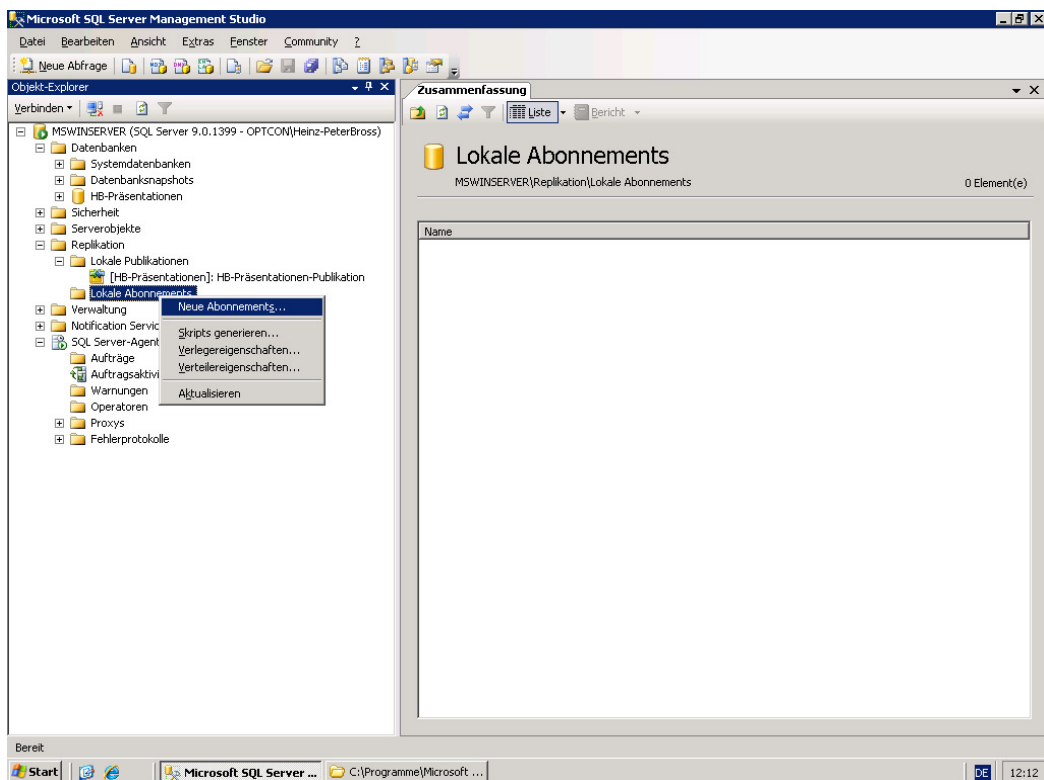 Microsoft SQL Server Management Studio
Datei Bearbeiten Ansicht Extras Fenster Community ?
Neue Abfrage
Objekt-Explorer
Verbinden
MSWINSERVER (SQL Server 9.0.1399 - OPTCON\Heinz-PeterBross)
Datenbanken
Systemdatenbanken
Datenbanksnapshots
HB-Präsentationen
Sicherheit
Serverobjekte
Replikation
Lokale Publikationen
[HB-Präsentationen]: HB-Präsentationen-Publikation
Lokale Abonnements
Verwaltung
Notification Servic
SQL Server-Agent
Aufträge
Auftragsaktivi
Warnungen
Operatoren
Proxys
Fehlerprotokolle
Neue Abonnements...
Skripts generieren...
Verlegereigenschaften...
Verteilereigenschaften...
Aktualisieren
Zusammenfassung
Liste Bericht
Lokale Abonnements
MSWINSERVER\Replikation\Lokale Abonnements
0 Element(e)
Name
Bereit
Start
Microsoft SQL Server ...
C:\Programme\Microsoft ...
DE
12:12